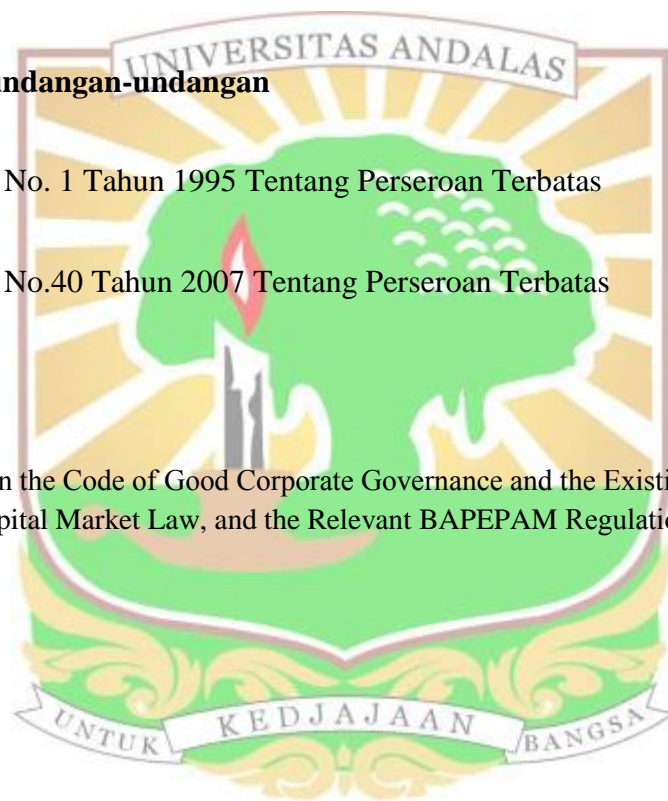 UNIVERSITAS ANDALAS
undangan-undangan
No. 1 Tahun 1995 Tentang Perseroan Terbatas
No.40 Tahun 2007 Tentang Perseroan Terbatas
n the Code of Good Corporate Governance and the Existi
pital Market Law, and the Relevant BAPEPAM Regulatio
UNTUK KEDJAJAAN BANGSA